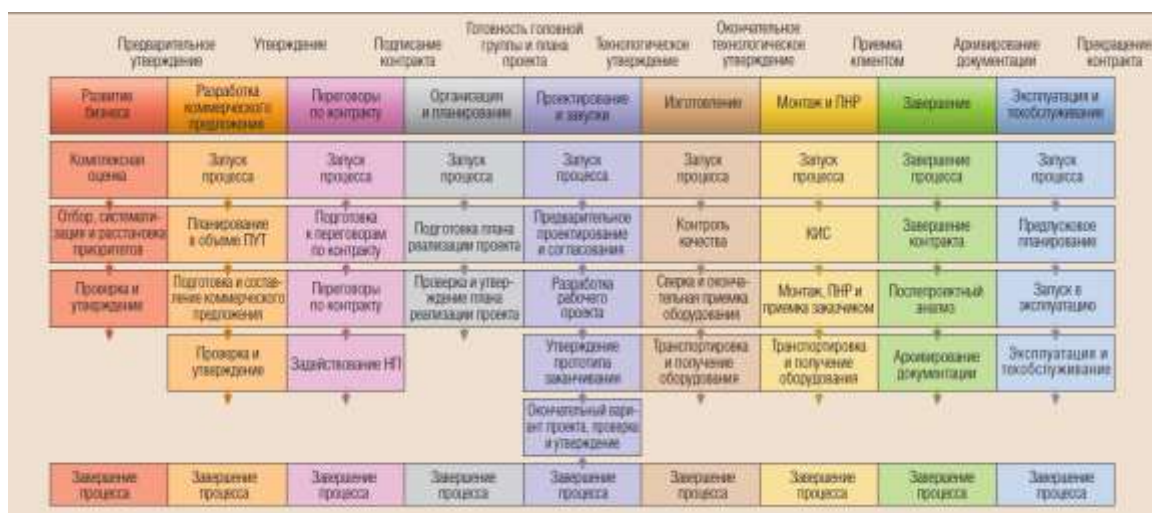 Предварительное
утверждение
Утверждение
Подписание
контракта
Готовность головной
группы и плана
проекта
Технологическое
утверждение
Окончательное
технологическое
утверждение
Приемка
клиентом
Архивирование
документации
Прекращение
контракта
Развитие
бизнеса
Разработка
коммерческого
предложения
Переговоры
по контракту
Организация
и планирование
Проектирование
и закупки
Изготовление
Монтаж и ПНР
Завершение
Эксплуатация и
техобслуживание
Комплексная
оценка
Запуск
процесса
Запуск
процесса
Запуск
процесса
Запуск
процесса
Запуск
процесса
Запуск
процесса
Завершение
процесса
Запуск
процесса
Отбор, системати-
зация и расстановка
приоритетов
Планирование
в объеме ПУТ
Подготовка
к переговорам
по контракту
Подготовка плана
реализации проекта
Предварительное
проектирование
и согласования
Контроль
качества
КИС
Завершение
контракта
Предпусковое
планирование
Проверка и
утверждение
Подготовка и состав-
ление коммерческого
предложения
Переговоры
по контракту
Проверка и утвер-
ждение плана
реализации проекта
Разработка
рабочего
проекта
Сверка и оконча-
тельная приемка
оборудования
Монтаж, ПНР и
приемка заказчиком
Послепроектный
анализ
Запуск в
эксплуатацию
Проверка и
утверждение
Задействование НП
Утверждение
прототипа
заканчивания
Транспортировка
и получение
оборудования
Транспортировка
и получение
оборудования
Архивирование
документации
Эксплуатация и
техобслуживание
Окончательный вари-
ант проекта, проверка
и утверждение
Завершение
процесса
Завершение
процесса
Завершение
процесса
Завершение
процесса
Завершение
процесса
Завершение
процесса
Завершение
процесса
Завершение
процесса
Завершение
процесса